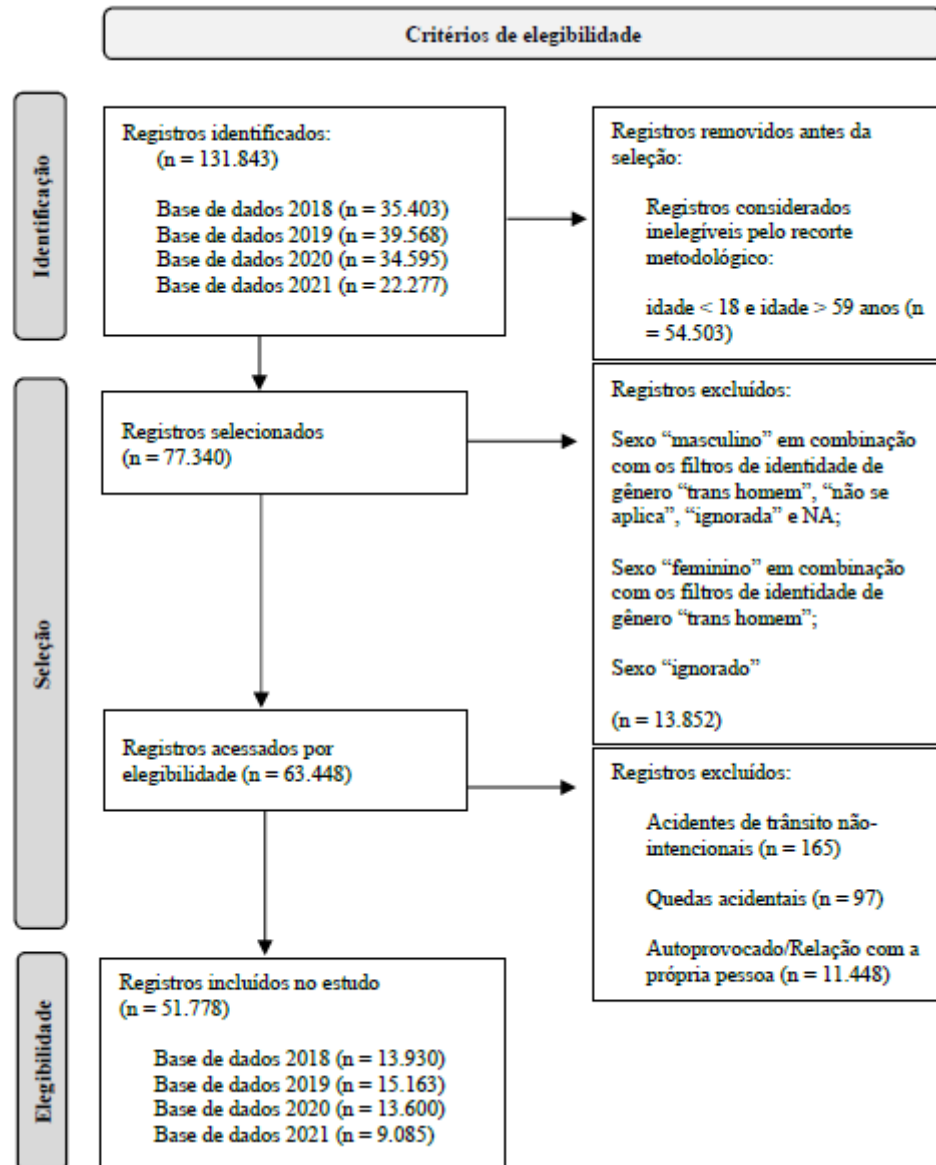 Critérios de elegibilidade
Identificação
Registros identificados:
(n = 131.843)
Base de dados 2018 (n = 35.403)
Base de dados 2019 (n = 39.568)
Base de dados 2020 (n = 34.595)
Base de dados 2021 (n = 22.277)
Registros removidos antes da
seleção:
Registros considerados
inelegíveis pelo recorte
metodológico:
idade < 18 e idade > 59 anos (n
= 54.503)
Seleção
Registros selecionados
(n = 77.340)
Registros excluídos:
Sexo “masculino” em combinação
com os filtros de identidade de
gênero “trans homem”, “não se
aplica”, “ignorada” e NA;
Sexo “feminino” em combinação
com os filtros de identidade de
gênero “trans homem”;
Sexo “ignorado”
(n = 13.852)
Registros acessados por
elegibilidade (n = 63.448)
Registros excluídos:
Acidentes de trânsito não-
intencionais (n = 165)
Quedas acidentais (n = 97)
Autoprovocado/Relação com a
própria pessoa (n = 11.448)
Elegibilidade
Registros incluídos no estudo
(n = 51.778)
Base de dados 2018 (n = 13.930)
Base de dados 2019 (n = 15.163)
Base de dados 2020 (n = 13.600)
Base de dados 2021 (n = 9.085)